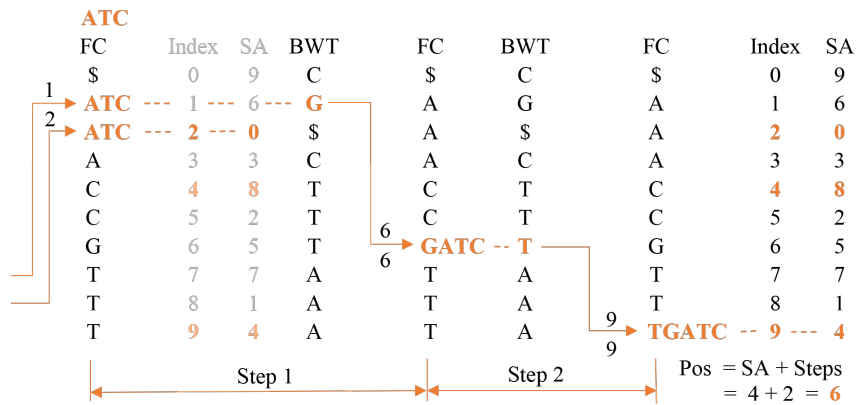 ATC
FC Index SA BWT FC BWT FC Index SA
$ 0 9 C $ C $ 0 9
1 ATC 1 6 G A G A 1 6
2 ATC 2 0 $ A $ A 2 0
A 3 3 C A C A 3 3
C 4 8 T C T C 4 8
C 5 2 T C T C 5 2
6
G 6 5 T GATC T G 6 5
6
T 7 7 A T A T 7 7
T 8 1 A T A T 8 1
9
T 9 4 A T A TGATC 9 4
9
Step 1 Step 2 Pos = SA + Steps
= 4 + 2 = 6